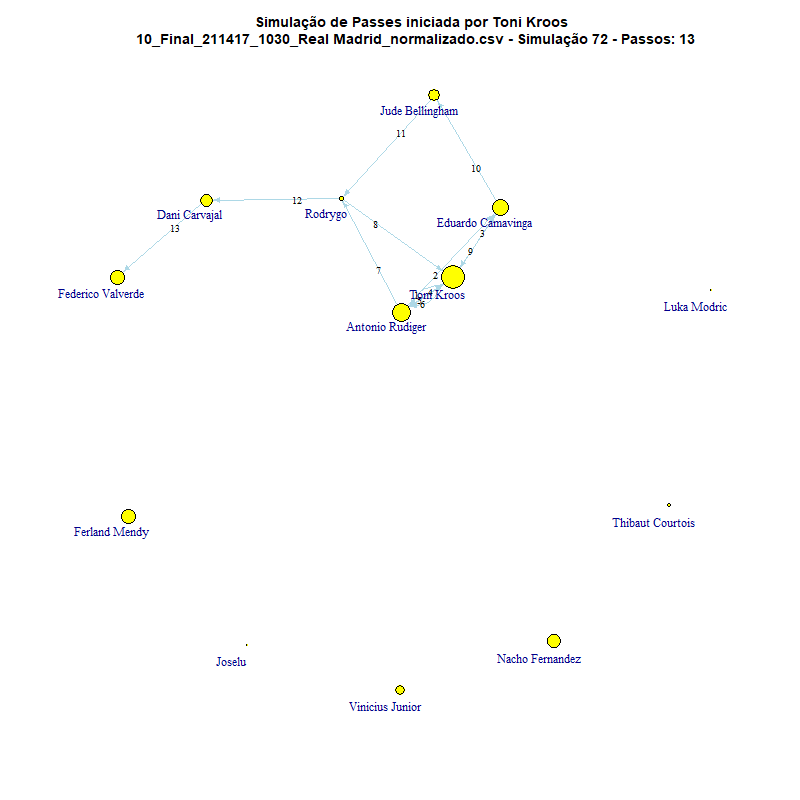 Simulação de Passes iniciada por Toni Kroos
10_Final_211417_1030_Real Madrid_normalizado.csv - Simulação 72 - Passos: 13
Jude Bellingham
11
10
12
Rodrygo
Dani Carvajal
8
Eduardo Camavinga
13
3
9
7
2
4
Toni Kroos
Federico Valverde
6
Luka Modric
Antonio Rudiger
Ferland Mendy
Thibaut Courtois
Joselu
Nacho Fernandez
Vinicius Junior